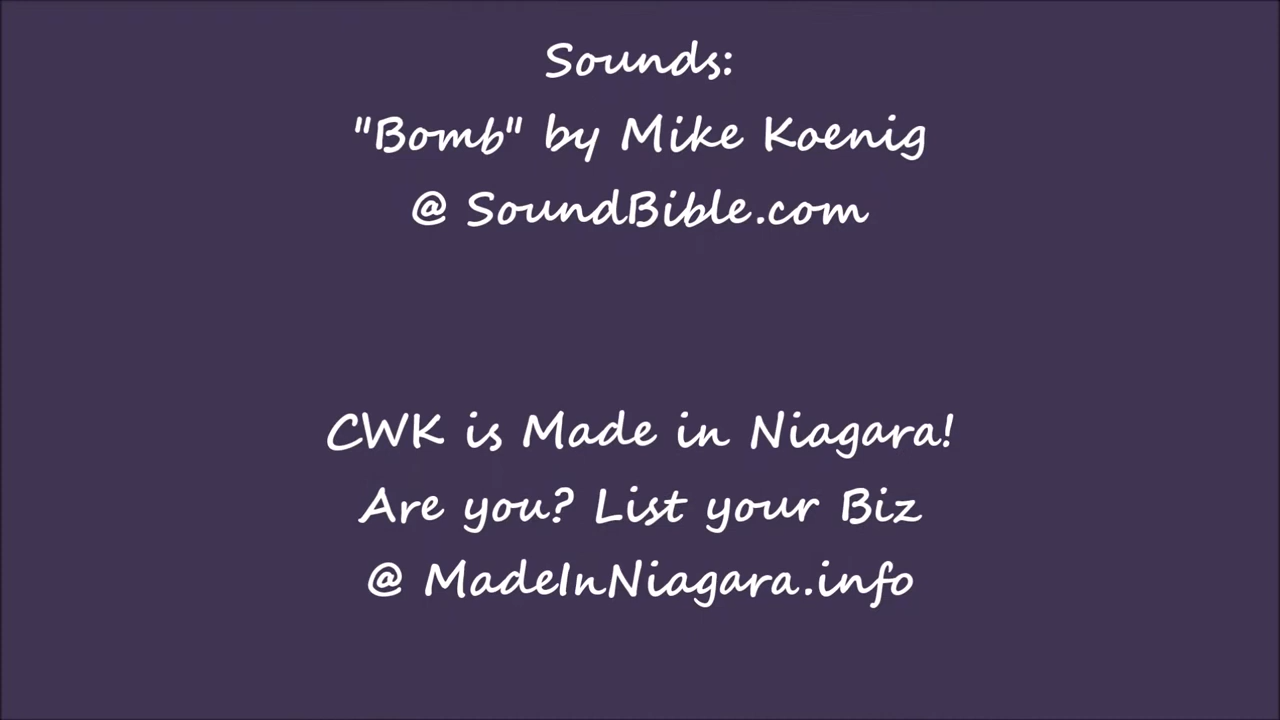 Sounds:
"Bomb" by Mike Koenig
@ SoundBible.com
CWK is Made in Niagara!
Are you? List your Biz
@ MadeInNiagara.info